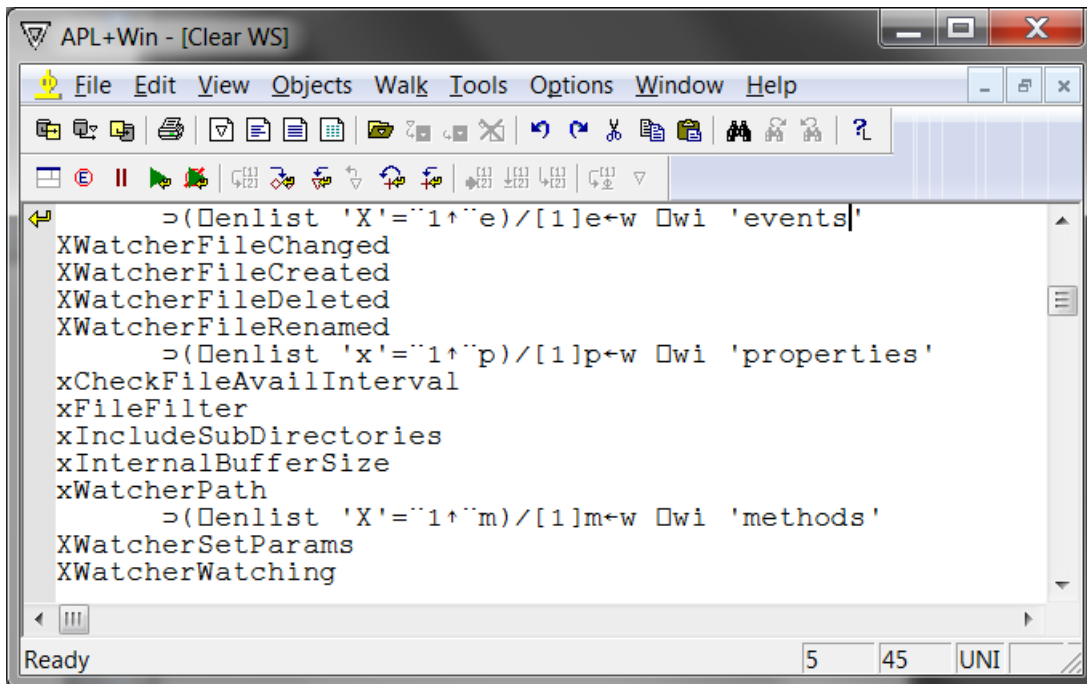 APL+Win - [Clear WS]
File Edit View Objects Walk Tools Options Window Help
      ⊃(⎕enlist 'X'=¨1↑¨e)/[1]e←w ⎕wi 'events'
XWatcherFileChanged
XWatcherFileCreated
XWatcherFileDeleted
XWatcherFileRenamed
      ⊃(⎕enlist 'x'=¨1↑¨p)/[1]p←w ⎕wi 'properties'
xCheckFileAvailInterval
xFileFilter
xIncludeSubDirectories
xInternalBufferSize
xWatcherPath
      ⊃(⎕enlist 'X'=¨1↑¨m)/[1]m←w ⎕wi 'methods'
XWatcherSetParams
XWatcherWatching
Ready 5 45 UNI